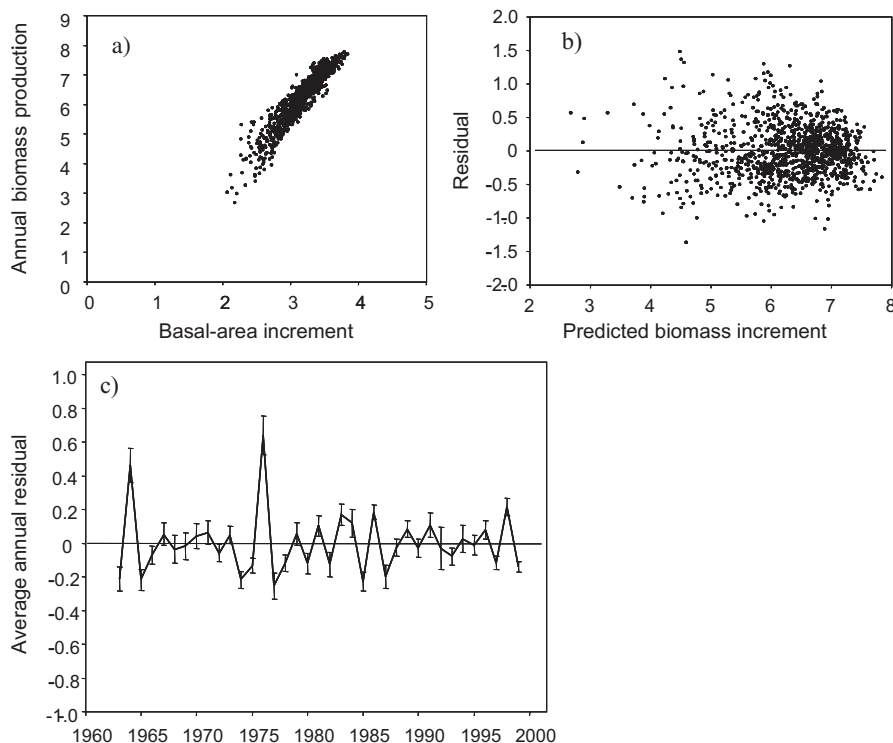 a)
Annual biomass production
9
8
7
6
5
4
3
2
1
0
0 1 2 3 4 5
Basal-area increment
b)
Residual
2.0
1.5
1.0
0.5
0
-0.5
-1.0
-1.5
-2.0
2 3 4 5 6 7 8
Predicted biomass increment
c)
Average annual residual
1.0
0.8
0.6
0.4
0.2
0
-0.2
-0.4
-0.6
-0.8
-1.0
1960 1965 1970 1975 1980 1985 1990 1995 2000